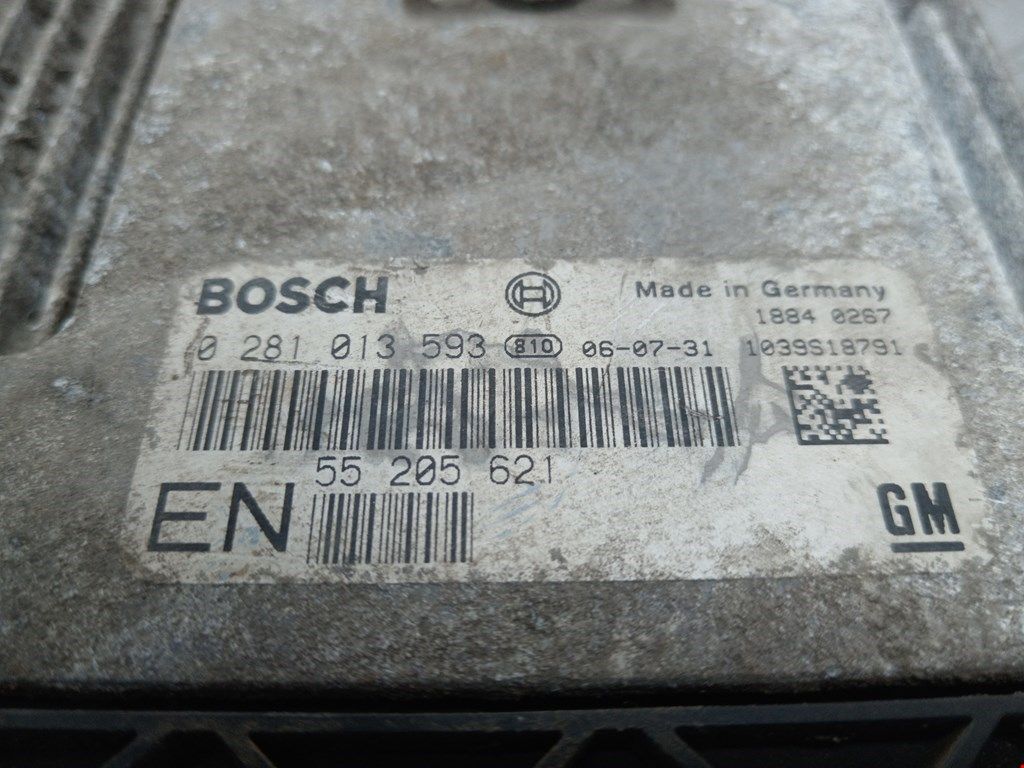 BOSCH Made in Germany
1884 0267
0 281 013 593 810 06-07-31 1039S18791
55 205 621
EN GM